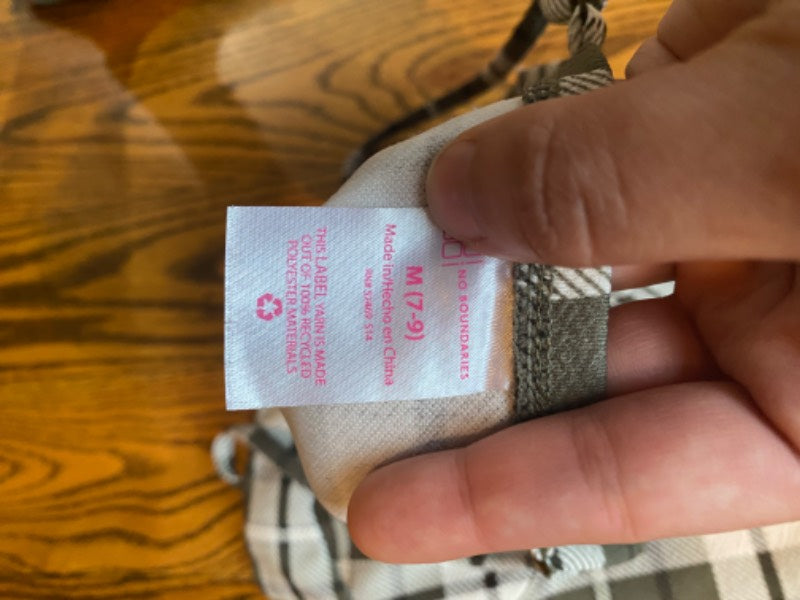 NO BOUNDARIES
M (7-9)
Made in/Hecho en China
THIS LABEL YARN IS MADE
OUT OF 100% RECYCLED
POLYESTER MATERIALS